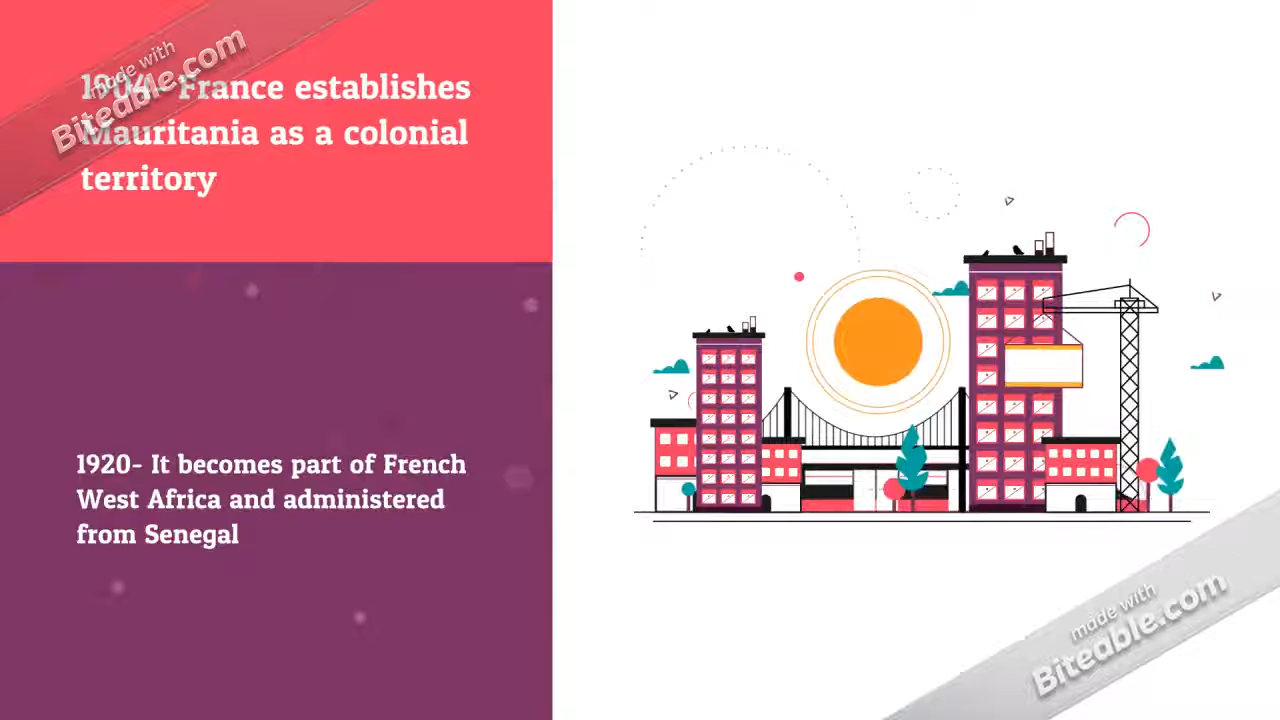 made with
Biteable.com
1904- France establishes
Mauritania as a colonial
territory
1920- It becomes part of French
West Africa and administered
from Senegal
made with
Biteable.com